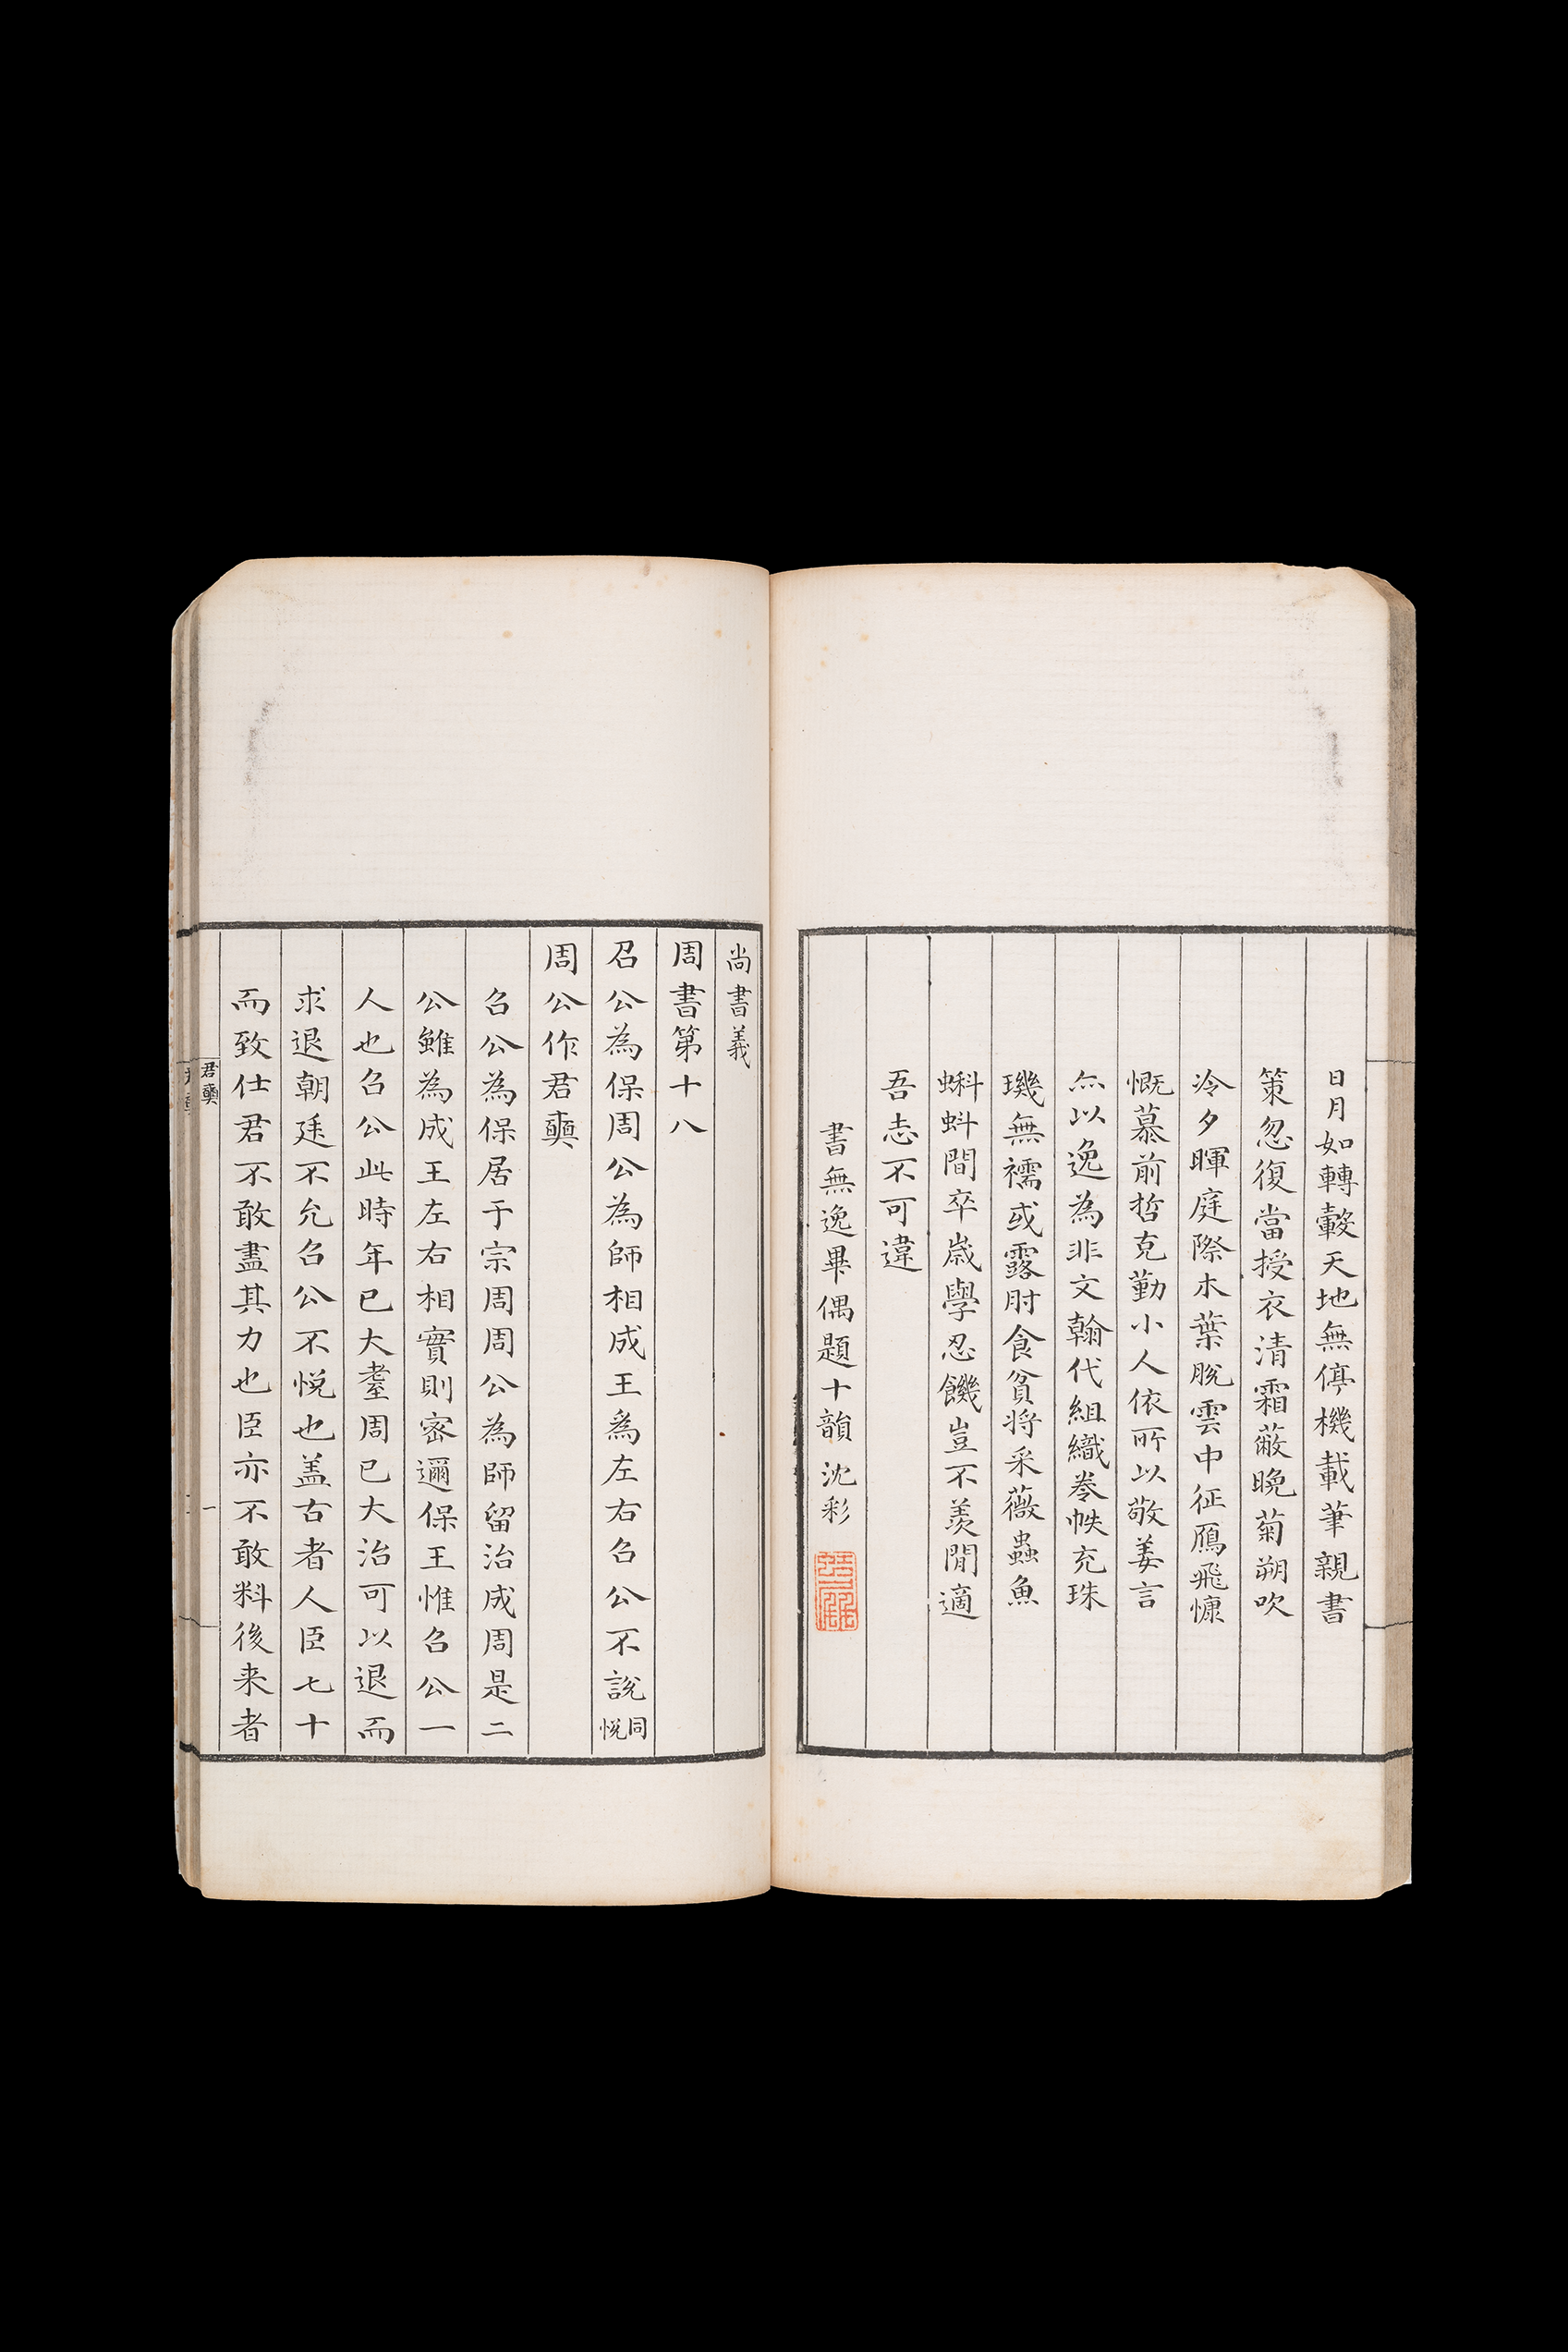 日月如轉轂天地無停機載筆親書
策忽復當授衣清霜蔽晚菊朔吹
冷夕暉庭際木葉脫雲中征鴈飛慷
慨慕前哲克勤小人依所以敬姜言
亦以逸為非文翰代組織卷帙充珠
璣無襦或露肘食貧将采薇蟲魚
蝌蚪間卒歲學忍饑豈不羡閒適
吾志不可違
書無逸畢偶題十韻 沈彩
尚書義
周書第十八
召公為保周公為師相成王爲左右召公不說同悅
周公作君奭
召公為保居于宗周周公為師留治成周是二
公雖為成王左右相實則密邇保王惟召公一
人也召公此時年已大耋周已大治可以退而
求退朝廷不允召公不悅也盖古者人臣七十
而致仕君不敢盡其力也臣亦不敢料後来者
君奭
一